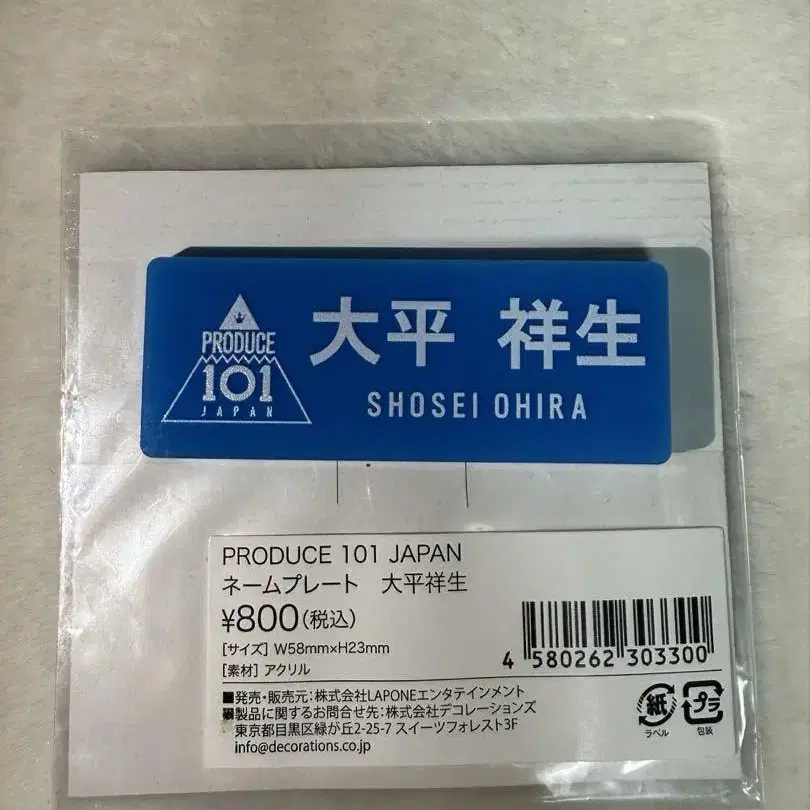 PRODUCE
101
JAPAN
大平 祥生
SHOSEI OHIRA
PRODUCE 101 JAPAN
ネームプレート 大平祥生
¥800(税込)
[サイズ] W58mm×H23mm
[素材] アクリル
4 580262 303300
■発売・販売元:株式会社LAPONEエンタテインメント
■製品に関するお問合せ先:株式会社デコレーションズ
東京都目黒区緑が丘2-25-7 スイーツフォレスト3F
info@decorations.co.jp
紙
ラベル
プラ
包装